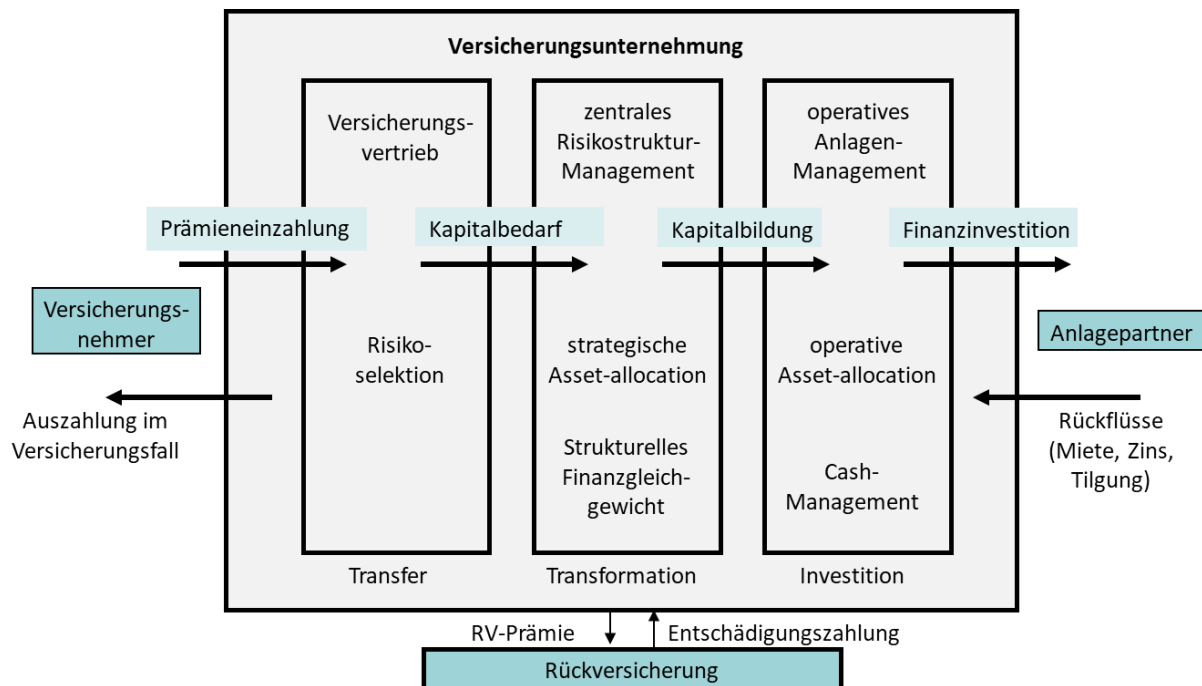 Versicherungsunternehmung
Versicherungs-
vertrieb
zentrales
Risikostruktur-
Management
operatives
Anlagen-
Management
Prämieneinzahlung
Kapitalbedarf
Kapitalbildung
Finanzinvestition
Versicherungs-
nehmer
Risiko-
selektion
strategische
Asset-allocation
operative
Asset-allocation
Anlagepartner
Auszahlung im
Versicherungsfall
Strukturelles
Finanzgleich-
gewicht
Cash-
Management
Rückflüsse
(Miete, Zins,
Tilgung)
Transfer
Transformation
Investition
RV-Prämie
Entschädigungszahlung
Rückversicherung